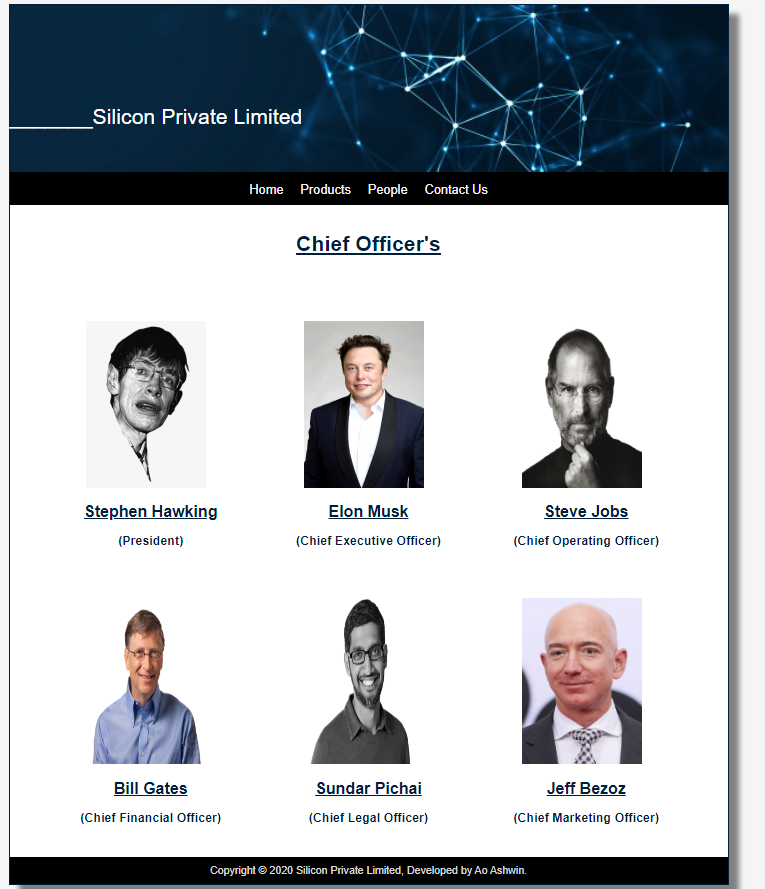 _______Silicon Private Limited
Home Products People Contact Us
Chief Officer's
Stephen Hawking Elon Musk Steve Jobs
(President) (Chief Executive Officer) (Chief Operating Officer)
Bill Gates Sundar Pichai Jeff Bezoz
(Chief Financial Officer) (Chief Legal Officer) (Chief Marketing Officer)
Copyright © 2020 Silicon Private Limited, Developed by Ao Ashwin.